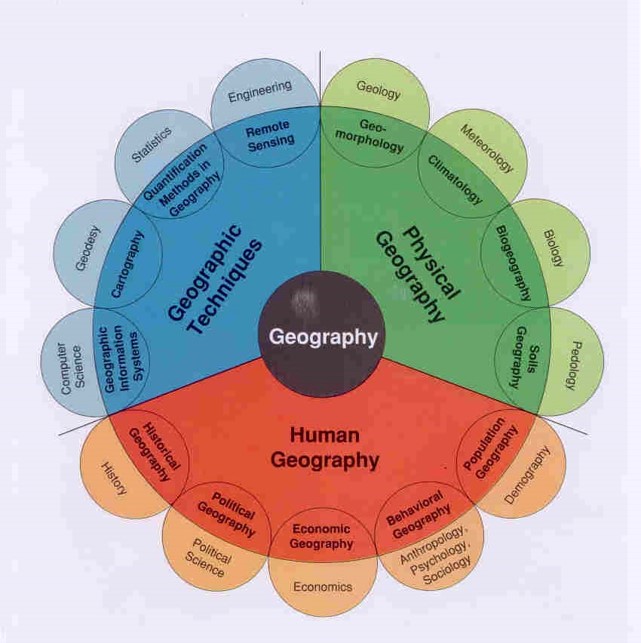 Engineering
Remote
Sensing
Statistics
Quantification
Methods in
Geography
Geodesy
Cartography
Computer
Science
Geographic
Information
Systems
Geographic
Techniques
Geology
Geo-
morphology
Meteorology
Climatology
Biology
Biogeography
Pedology
Soils
Geography
Physical
Geography
Geography
Human
Geography
Historical
Geography
History
Political
Geography
Political
Science
Economic
Geography
Economics
Behavioral
Geography
Anthropology,
Psychology,
Sociology
Population
Geography
Demography